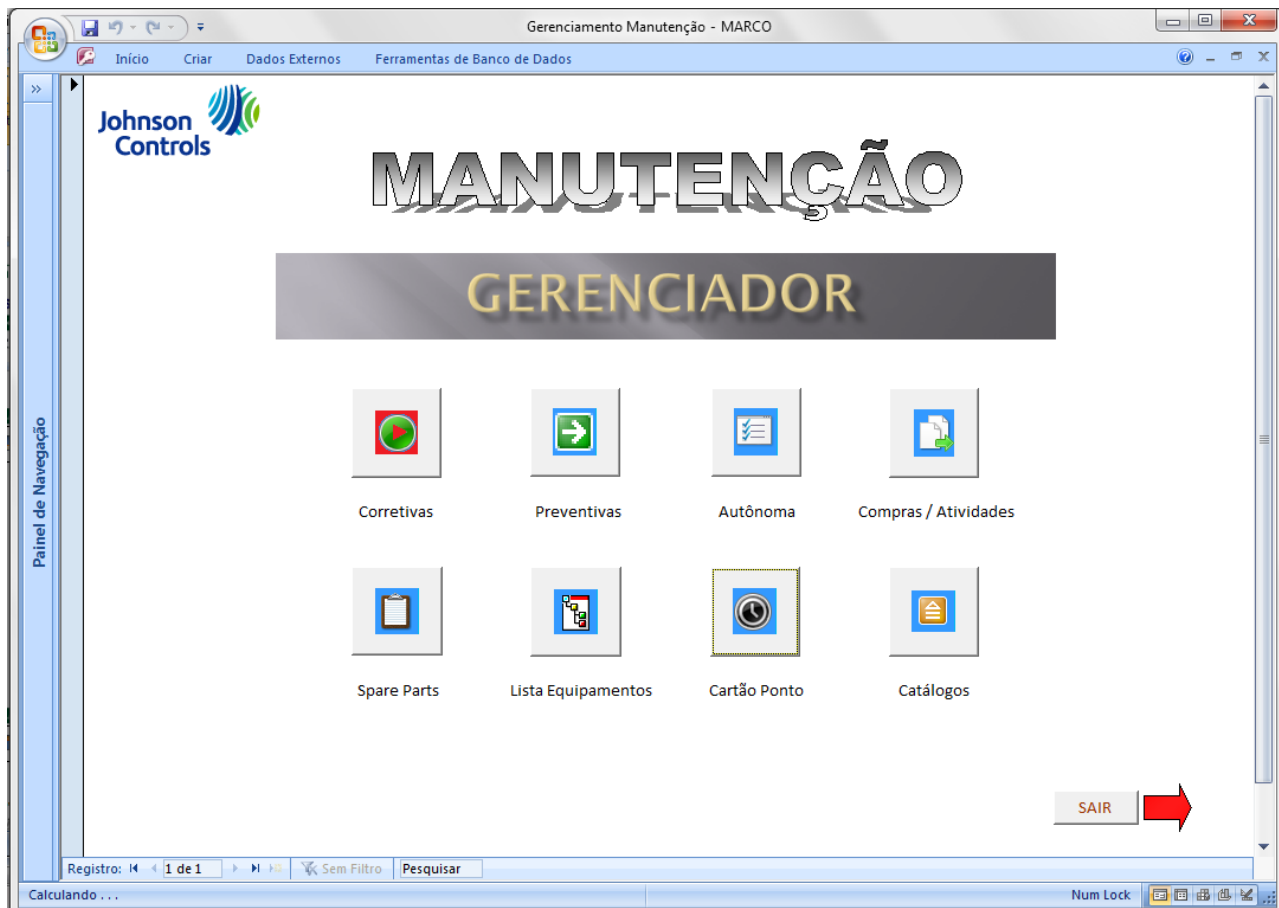 Gerenciamento Manutenção - MARCO
Início Criar Dados Externos Ferramentas de Banco de Dados
Johnson
Controls
MANUTENÇÃO
GERENCIADOR
Painel de Navegação
Corretivas Preventivas Autônoma Compras / Atividades
Spare Parts Lista Equipamentos Cartão Ponto Catálogos
SAIR
Registro: 1 de 1 Sem Filtro Pesquisar
Calculando . . . Num Lock